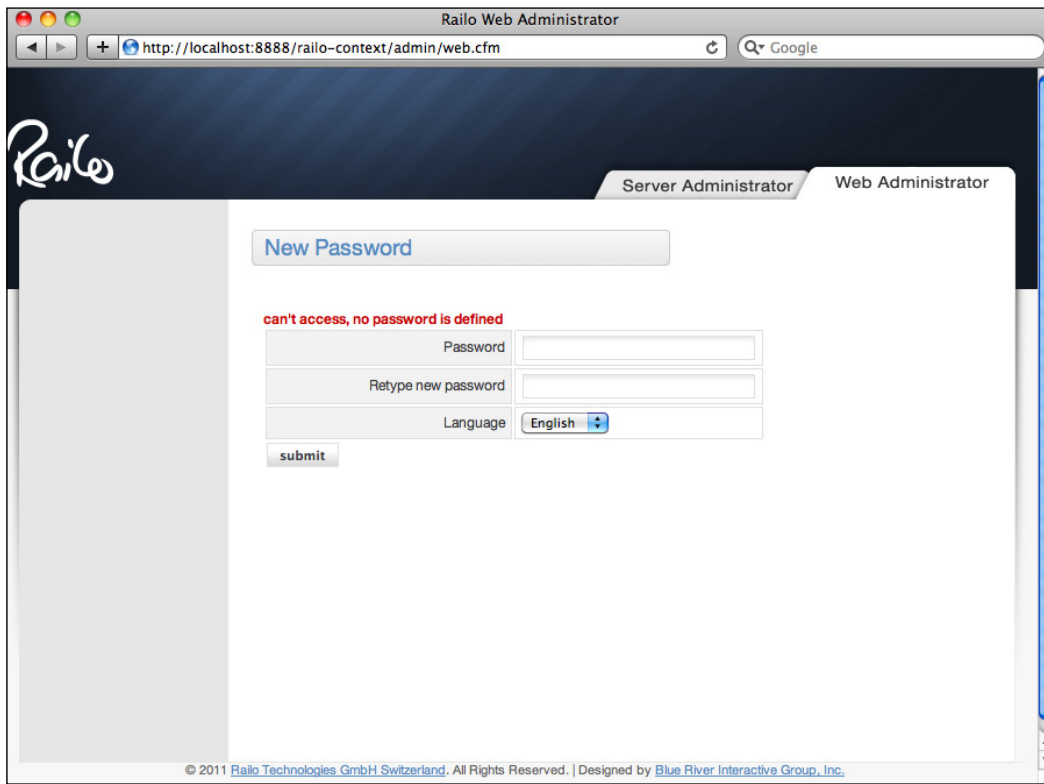 Railo Web Administrator
http://localhost:8888/railo-context/admin/web.cfm
Google
Railo
Server Administrator
Web Administrator
New Password
can't access, no password is defined
Password
Retype new password
Language English
submit
© 2011 Railo Technologies GmbH Switzerland. All Rights Reserved. | Designed by Blue River Interactive Group, Inc.